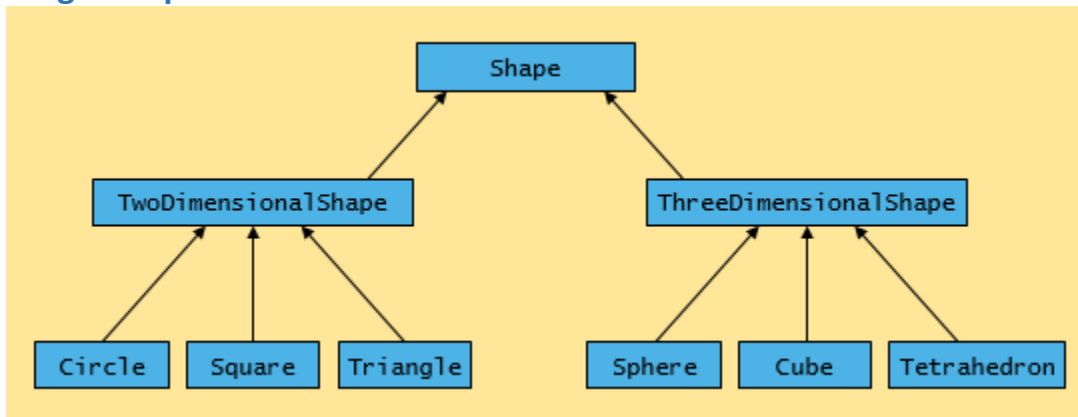 Shape
TwoDimensionalShape ThreeDimensionalShape
Circle Square Triangle Sphere Cube Tetrahedron